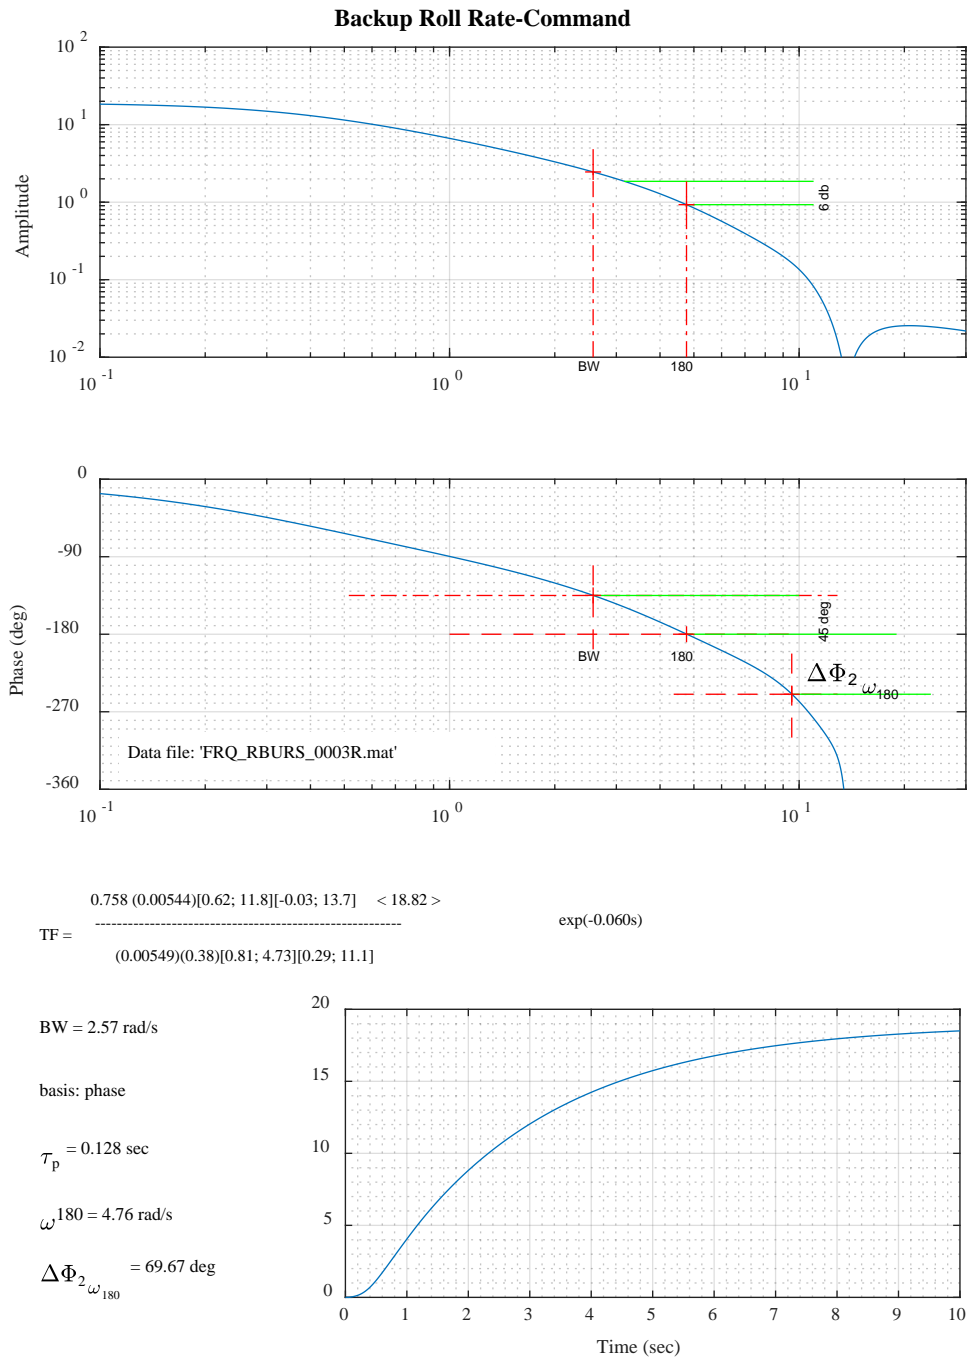 Backup Roll Rate-Command
10 2
10 1
10 0
10 -1
10 -2
Amplitude
6 db
BW
180
10 -1
10 0
10 1
0
-90
-180
-270
-360
Phase (deg)
45 deg
BW
180
ΔΦ2 ω180
Data file: 'FRQ_RBURS_0003R.mat'
10 -1
10 0
10 1
0.758 (0.00544)[0.62; 11.8][-0.03; 13.7] < 18.82 >
TF = -------------------------------------------------------- exp(-0.060s)
(0.00549)(0.38)[0.81; 4.73][0.29; 11.1]
BW = 2.57 rad/s
basis: phase
τp = 0.128 sec
ω180 = 4.76 rad/s
ΔΦ2 ω180 = 69.67 deg
20
15
10
5
0
0 1 2 3 4 5 6 7 8 9 10
Time (sec)